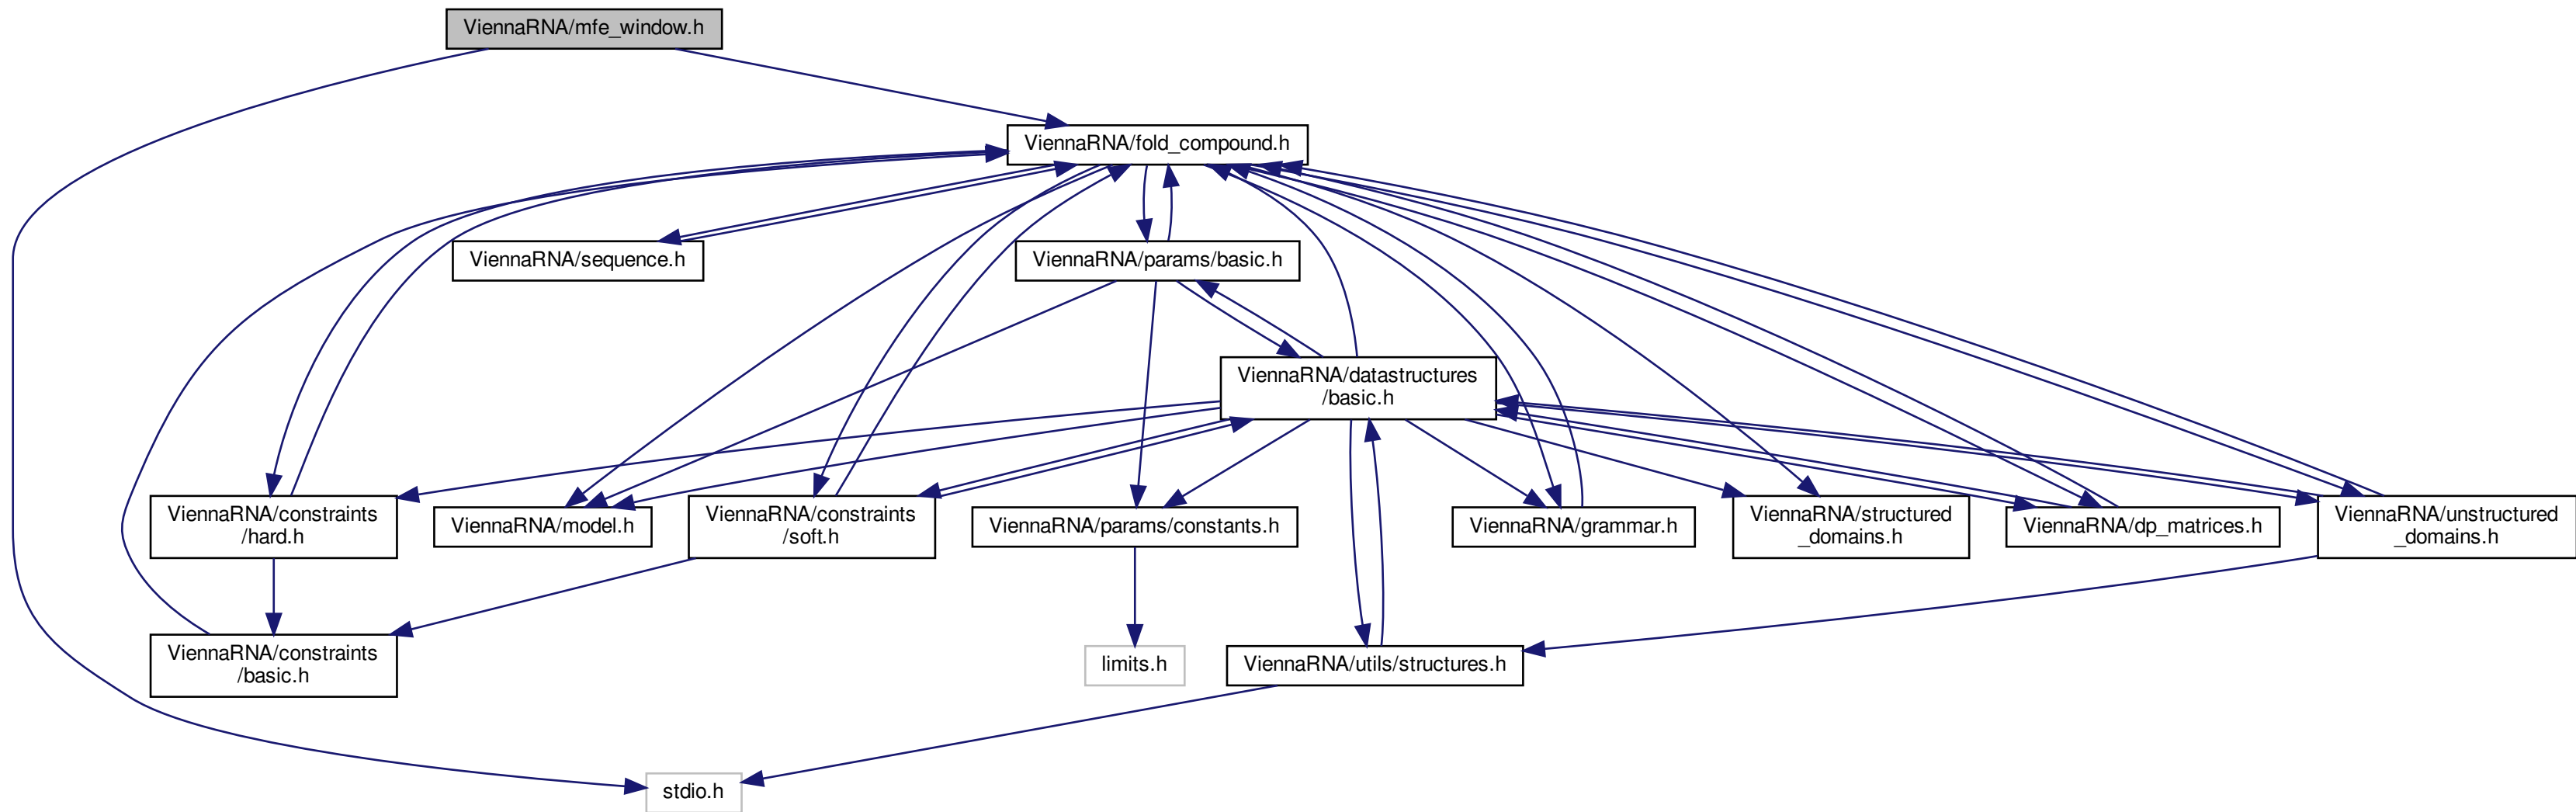 ViennaRNA/mfe_window.h
ViennaRNA/fold_compound.h
ViennaRNA/sequence.h
ViennaRNA/params/basic.h
ViennaRNA/datastructures
/basic.h
ViennaRNA/constraints
/hard.h
ViennaRNA/model.h
ViennaRNA/constraints
/soft.h
ViennaRNA/params/constants.h
ViennaRNA/grammar.h
ViennaRNA/structured
_domains.h
ViennaRNA/dp_matrices.h
ViennaRNA/unstructured
_domains.h
ViennaRNA/constraints
/basic.h
limits.h
ViennaRNA/utils/structures.h
stdio.h